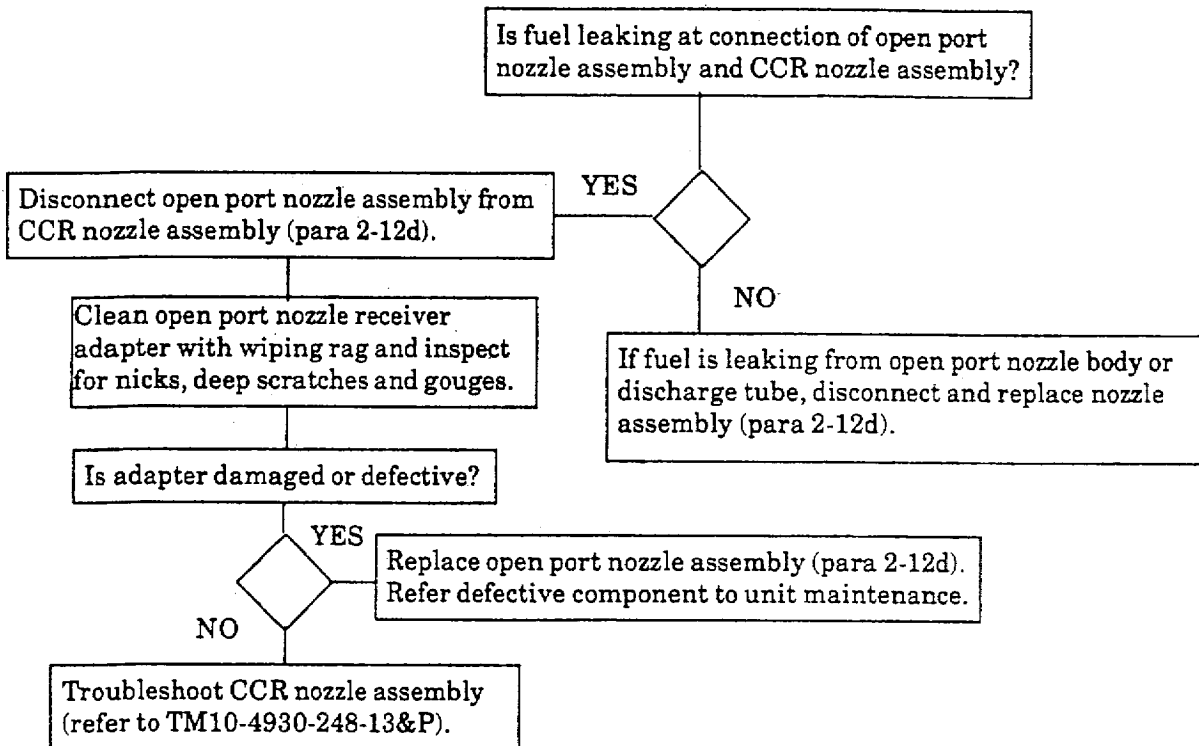 Is fuel leaking at connection of open port
nozzle assembly and CCR nozzle assembly?
YES
Disconnect open port nozzle assembly from
CCR nozzle assembly (para 2-12d).
NO
Clean open port nozzle receiver
adapter with wiping rag and inspect
for nicks, deep scratches and gouges.
If fuel is leaking from open port nozzle body or
discharge tube, disconnect and replace nozzle
assembly (para 2-12d).
Is adapter damaged or defective?
YES
Replace open port nozzle assembly (para 2-12d).
Refer defective component to unit maintenance.
NO
Troubleshoot CCR nozzle assembly
(refer to TM10-4930-248-13&P).